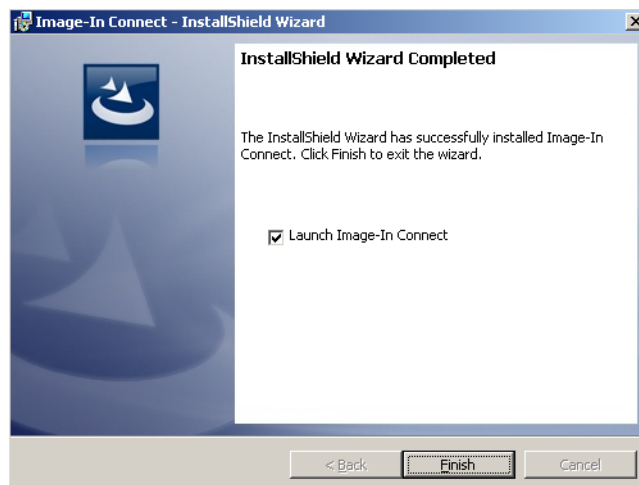 Image-In Connect - InstallShield Wizard
InstallShield Wizard Completed
The InstallShield Wizard has successfully installed Image-In
Connect. Click Finish to exit the wizard.
Launch Image-In Connect
< Back Finish Cancel